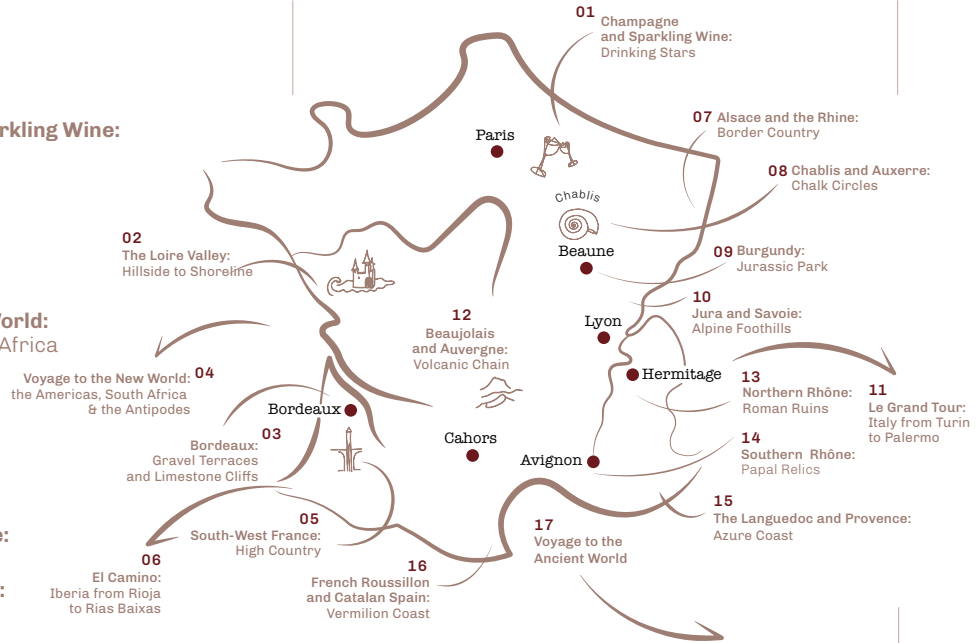 01
Champagne
and Sparkling Wine:
Drinking Stars
rkling Wine:
Paris
07 Alsace and the Rhine:
Border Country
08 Chablis and Auxerre:
Chalk Circles
Chablis
02
The Loire Valley:
Hillside to Shoreline
Beaune
09 Burgundy:
Jurassic Park
10
Jura and Savoie:
Alpine Foothills
orld:
Africa
12
Beaujolais
and Auvergne:
Volcanic Chain
Lyon
Voyage to the New World: 04
the Americas, South Africa
& the Antipodes
Hermitage
13
Northern Rhône:
Roman Ruins
11
Le Grand Tour:
Italy from Turin
to Palermo
Bordeaux
03
Bordeaux:
Gravel Terraces
and Limestone Cliffs
Cahors
Avignon
14
Southern Rhône:
Papal Relics
15
The Languedoc and Provence:
Azure Coast
05
South-West France:
High Country
17
Voyage to the
Ancient World
e:
06
El Camino:
Iberia from Rioja
to Rias Baixas
16
French Roussillon
and Catalan Spain:
Vermilion Coast
: